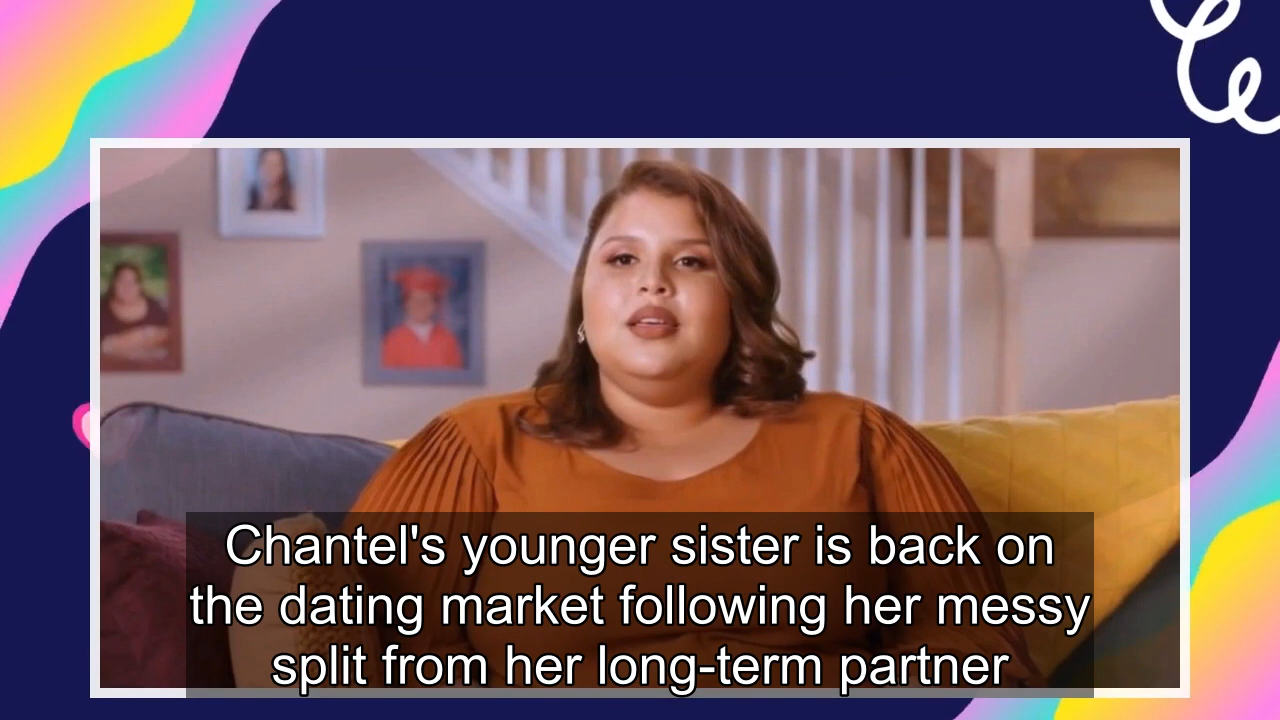 Chantel's younger sister is back on
the dating market following her messy
split from her long-term partner